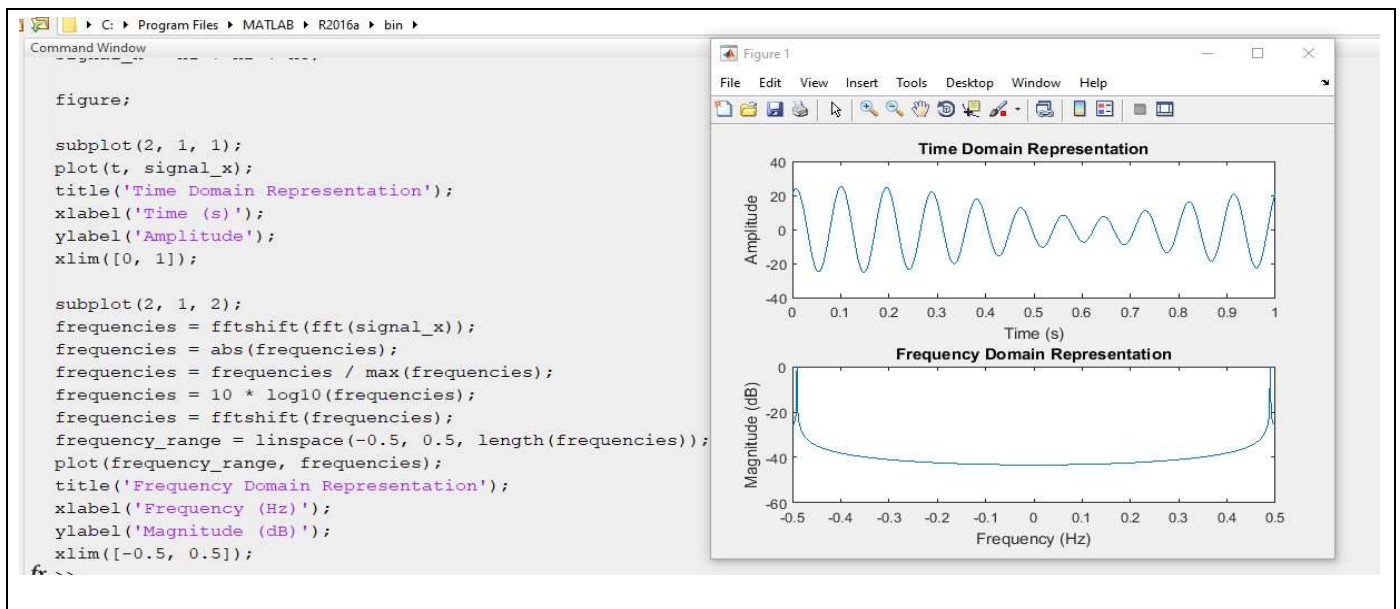 C: Program Files MATLAB R2016a bin
Command Window
figure;
subplot(2, 1, 1);
plot(t, signal_x);
title('Time Domain Representation');
xlabel('Time (s)');
ylabel('Amplitude');
xlim([0, 1]);
subplot(2, 1, 2);
frequencies = fftshift(fft(signal_x));
frequencies = abs(frequencies);
frequencies = frequencies / max(frequencies);
frequencies = 10 * log10(frequencies);
frequencies = fftshift(frequencies);
frequency_range = linspace(-0.5, 0.5, length(frequencies));
plot(frequency_range, frequencies);
title('Frequency Domain Representation');
xlabel('Frequency (Hz)');
ylabel('Magnitude (dB)');
xlim([-0.5, 0.5]);
fx >>
Figure 1
File Edit View Insert Tools Desktop Window Help
Time Domain Representation
Amplitude
40
20
0
-20
-40
0 0.1 0.2 0.3 0.4 0.5 0.6 0.7 0.8 0.9 1
Time (s)
Frequency Domain Representation
Magnitude (dB)
0
-20
-40
-60
-0.5 -0.4 -0.3 -0.2 -0.1 0 0.1 0.2 0.3 0.4 0.5
Frequency (Hz)